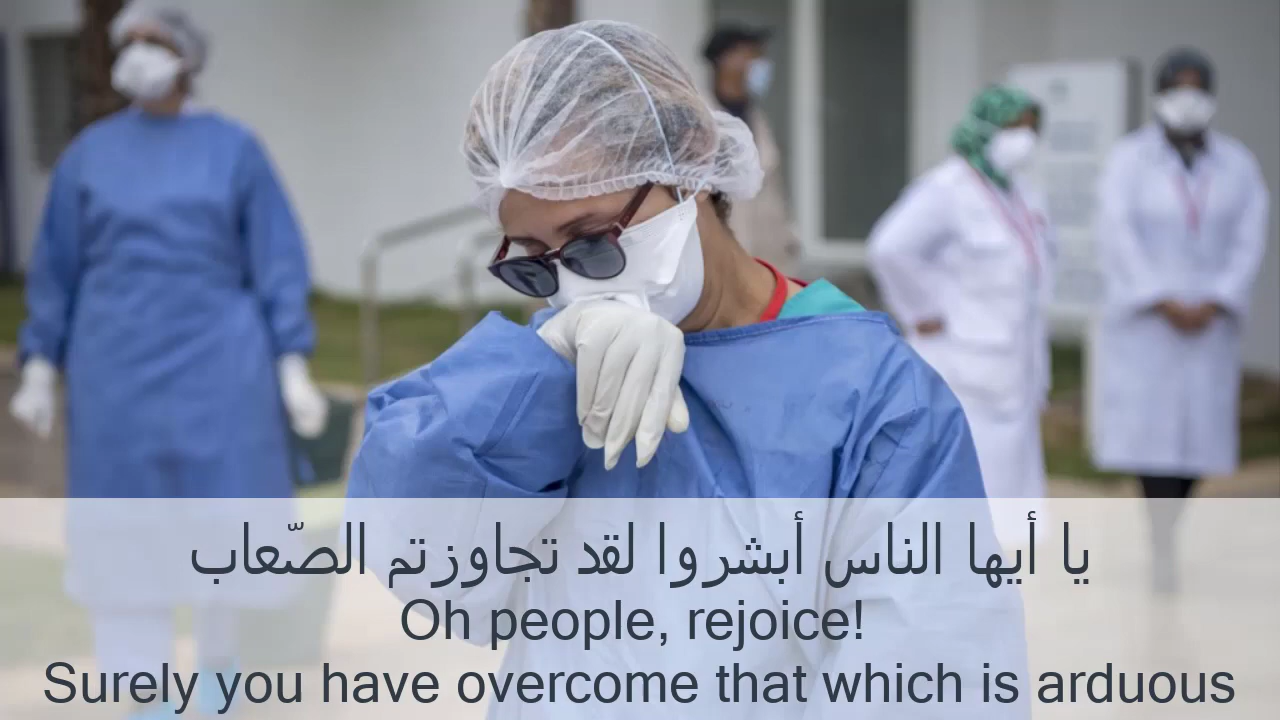 يا أيها الناس أبشروا لقد تجاوزتم الصّعاب
Oh people, rejoice!
Surely you have overcome that which is arduous